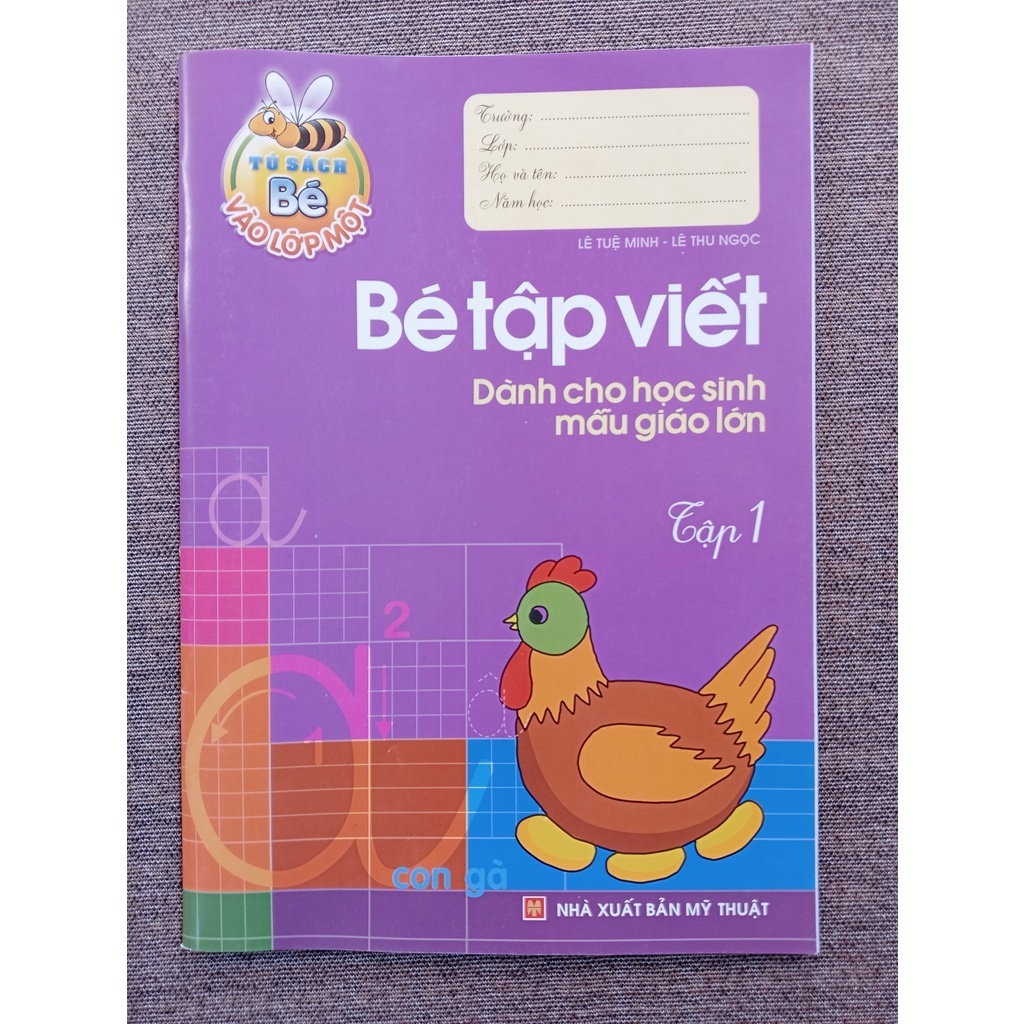 TỦ SÁCH
Bé
VÀO LỚP MỘT
Trường: ........................................
Lớp: ........................................
Họ và tên: ........................................
Năm học: ........................................
LÊ TUỆ MINH - LÊ THU NGỌC
Bé tập viết
Dành cho học sinh
mẫu giáo lớn
Tập 1
a
2
a
1
a
con gà
NHÀ XUẤT BẢN MỸ THUẬT